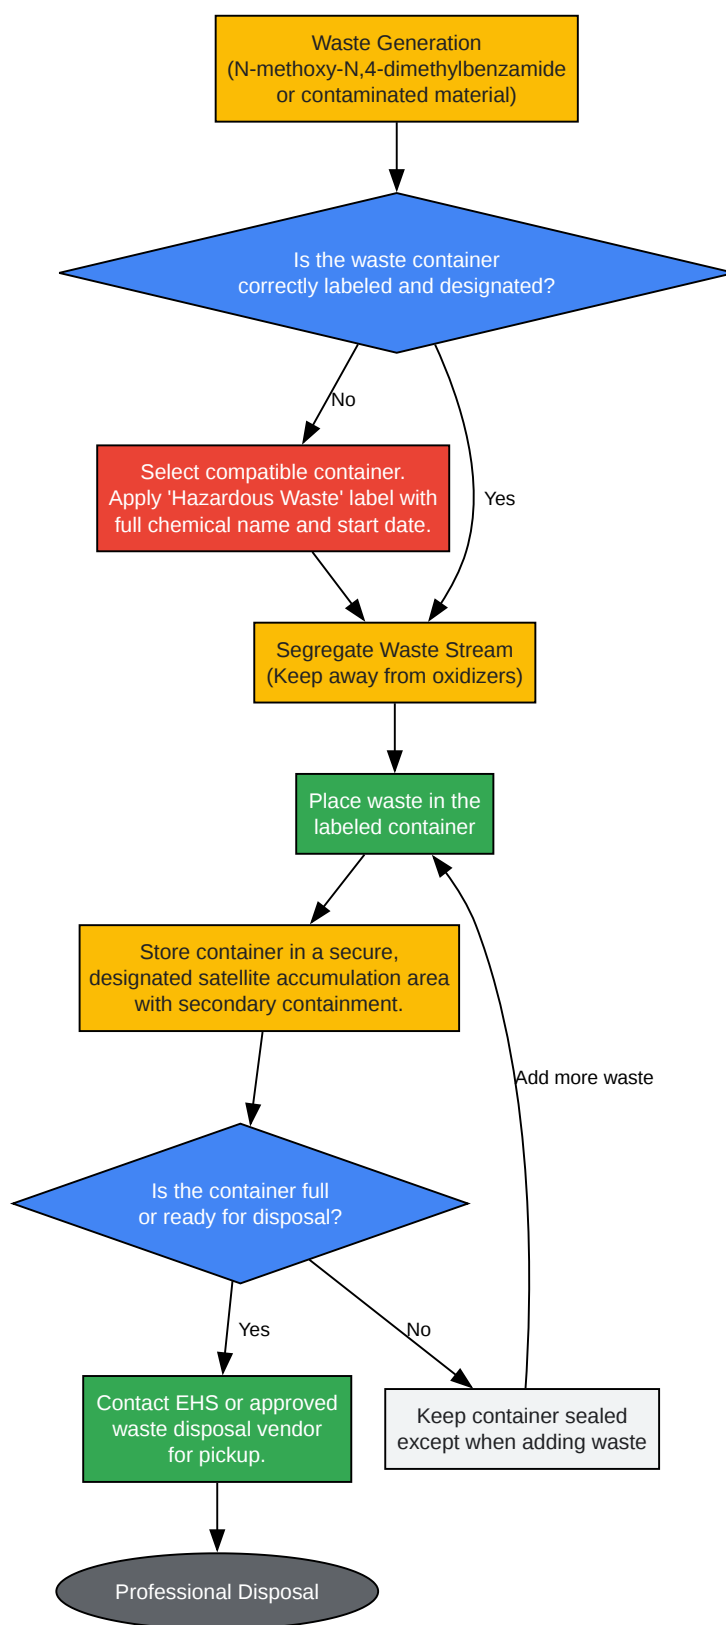 Waste Generation
(N-methoxy-N,4-dimethylbenzamide
or contaminated material)
Is the waste container
correctly labeled and designated?
No
Select compatible container.
Apply 'Hazardous Waste' label with
full chemical name and start date.
Yes
Segregate Waste Stream
(Keep away from oxidizers)
Place waste in the
labeled container
Store container in a secure,
designated satellite accumulation area
with secondary containment.
Add more waste
Is the container full
or ready for disposal?
Yes
No
Contact EHS or approved
waste disposal vendor
for pickup.
Keep container sealed
except when adding waste
Professional Disposal